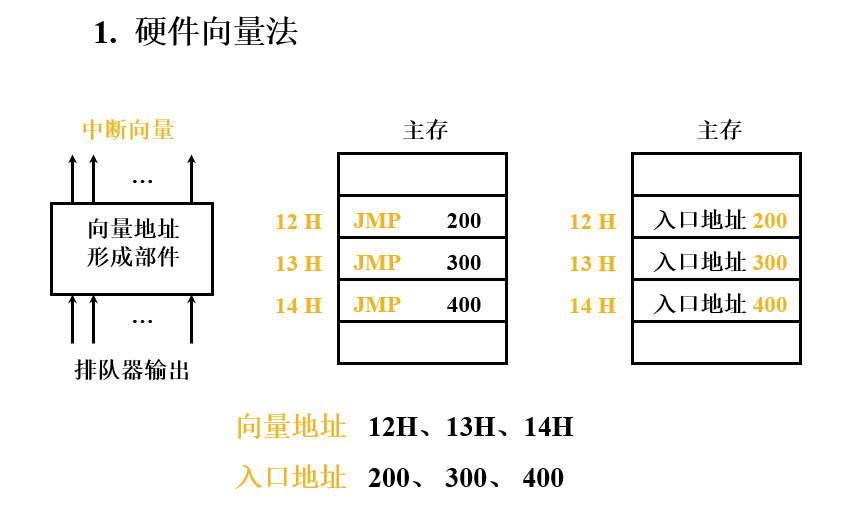 1. 硬件向量法
中断向量
…
向量地址
形成部件
…
排队器输出
主存
12 H JMP 200
13 H JMP 300
14 H JMP 400
主存
12 H 入口地址 200
13 H 入口地址 300
14 H 入口地址 400
向量地址 12H、13H、14H
入口地址 200、 300、 400